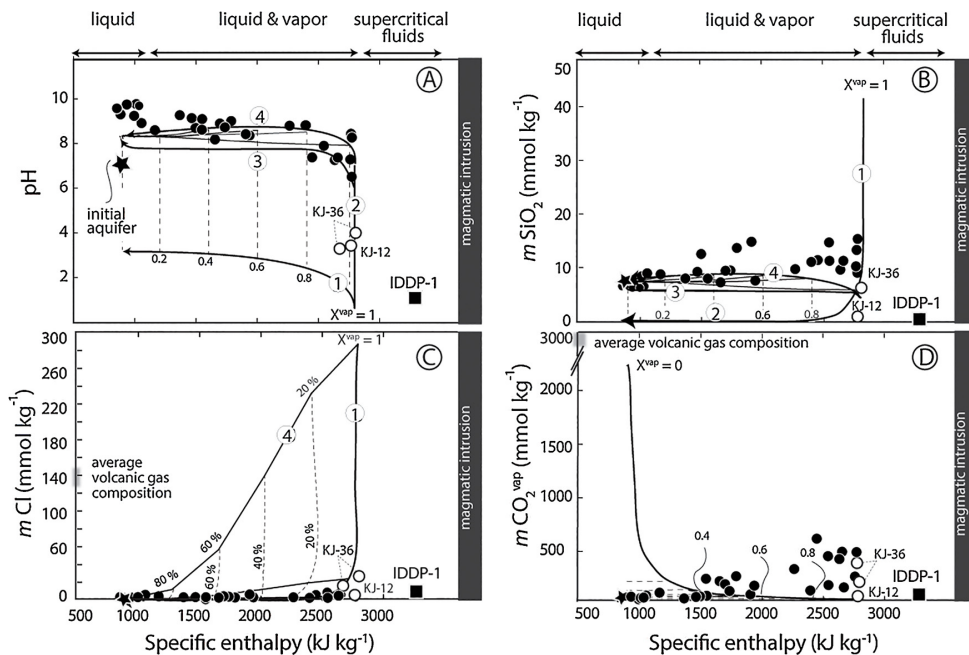 liquid
liquid & vapor
supercritical
fluids
liquid
liquid & vapor
supercritical
fluids
A
10
8
6
4
2
pH
4
3
2
1
initial
aquifer
0.2
0.4
0.6
0.8
KJ-36
KJ-12
IDDP-1
X^vap = 1
magmatic intrusion
B
50
40
30
20
10
0
m SiO₂ (mmol kg⁻¹)
X^vap = 1
1
4
3
2
0.2
0.6
0.8
KJ-36
KJ-12
IDDP-1
magmatic intrusion
C
300
260
220
180
140
100
60
20
0
m Cl (mmol kg⁻¹)
X^vap = 1
20 %
1
4
average
volcanic gas
composition
80 %
60 %
60 %
40 %
20 %
KJ-36
KJ-12
IDDP-1
magmatic intrusion
500
1000
1500
2000
2500
3000
Specific enthalpy (kJ kg⁻¹)
D
300
2000
1000
500
0
m CO₂^vap (mmol kg⁻¹)
average volcanic gas composition
X^vap = 0
0.4
0.6
0.8
KJ-36
KJ-12
IDDP-1
magmatic intrusion
500
1000
1500
2000
2500
3000
Specific enthalpy (kJ kg⁻¹)